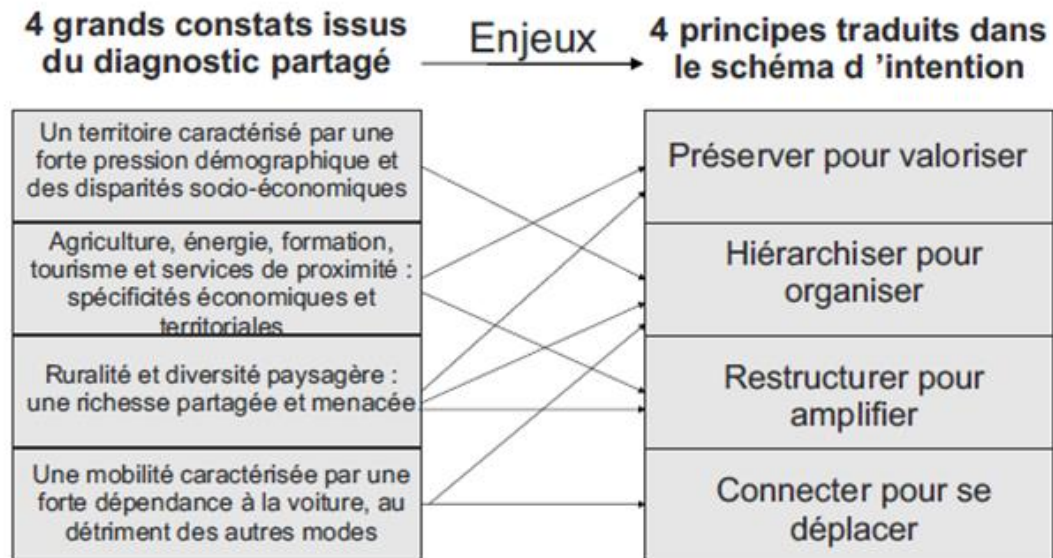 4 grands constats issus
du diagnostic partagé
Enjeux
4 principes traduits dans
le schéma d ’intention
Un territoire caractérisé par une
forte pression démographique et
des disparités socio-économiques
Agriculture, énergie, formation,
tourisme et services de proximité :
spécificités économiques et
territoriales
Ruralité et diversité paysagère :
une richesse partagée et menacée
Une mobilité caractérisée par une
forte dépendance à la voiture, au
détriment des autres modes
Préserver pour valoriser
Hiérarchiser pour
organiser
Restructurer pour
amplifier
Connecter pour se
déplacer